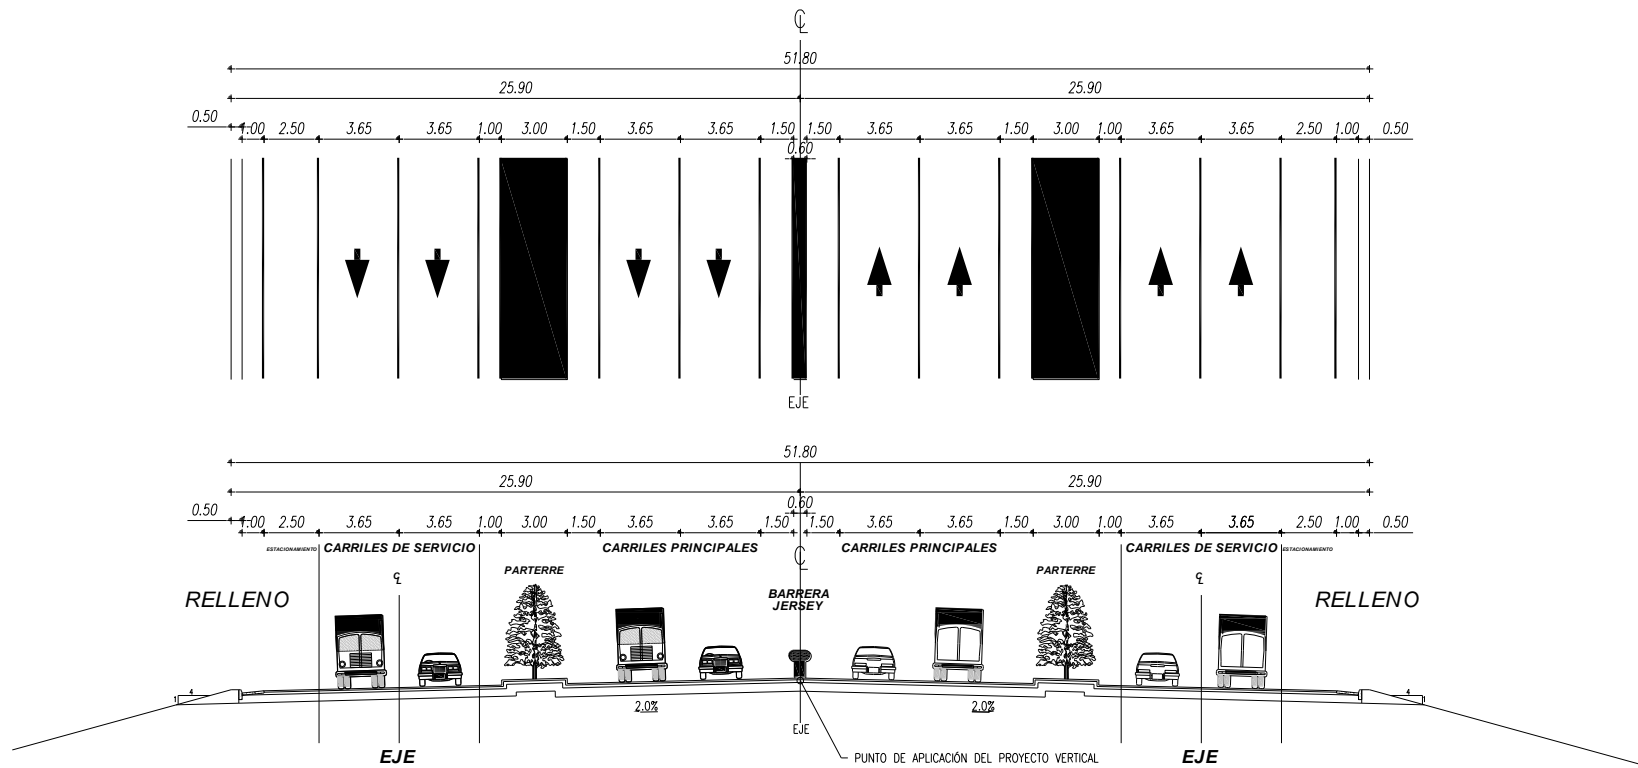 ℄
51.80
25.90 25.90
0.50 1.00 2.50 3.65 3.65 1.00 3.00 1.50 3.65 3.65 1.50 1.50 3.65 3.65 1.50 3.00 1.00 3.65 3.65 2.50 1.00 0.50
0.60
EJE
51.80
25.90 25.90
0.60
0.50 1.00 2.50 3.65 3.65 1.00 3.00 1.50 3.65 3.65 1.50 1.50 3.65 3.65 1.50 3.00 1.00 3.65 3.65 2.50 1.00 0.50
ESTACIONAMIENTO CARRILES DE SERVICIO CARRILES PRINCIPALES ℄ CARRILES PRINCIPALES CARRILES DE SERVICIO ESTACIONAMIENTO
℄ PARTERRE PARTERRE ℄
RELLENO BARRERA RELLENO
JERSEY
4 4
1 1
2.0% 2.0%
EJE
EJE PUNTO DE APLICACIÓN DEL PROYECTO VERTICAL EJE